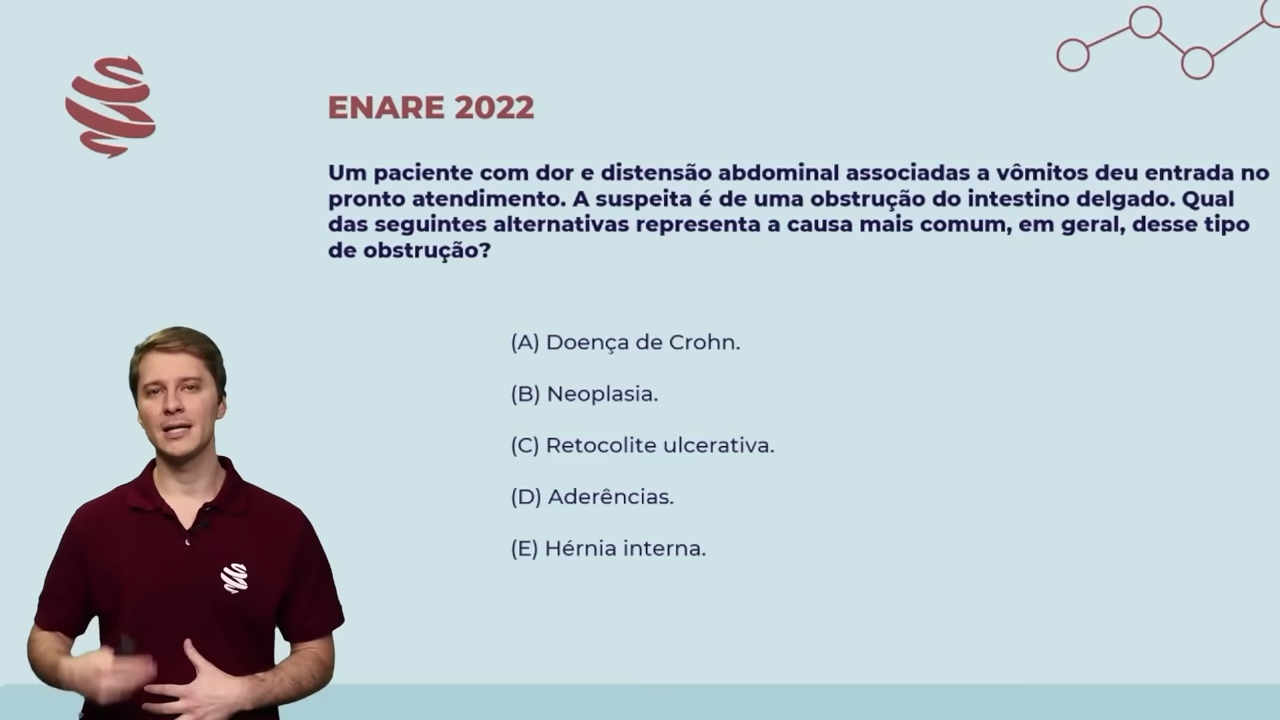 ENARE 2022
Um paciente com dor e distensão abdominal associadas a vômitos deu entrada no
pronto atendimento. A suspeita é de uma obstrução do intestino delgado. Qual
das seguintes alternativas representa a causa mais comum, em geral, desse tipo
de obstrução?
(A) Doença de Crohn.
(B) Neoplasia.
(C) Retocolite ulcerativa.
(D) Aderências.
(E) Hérnia interna.